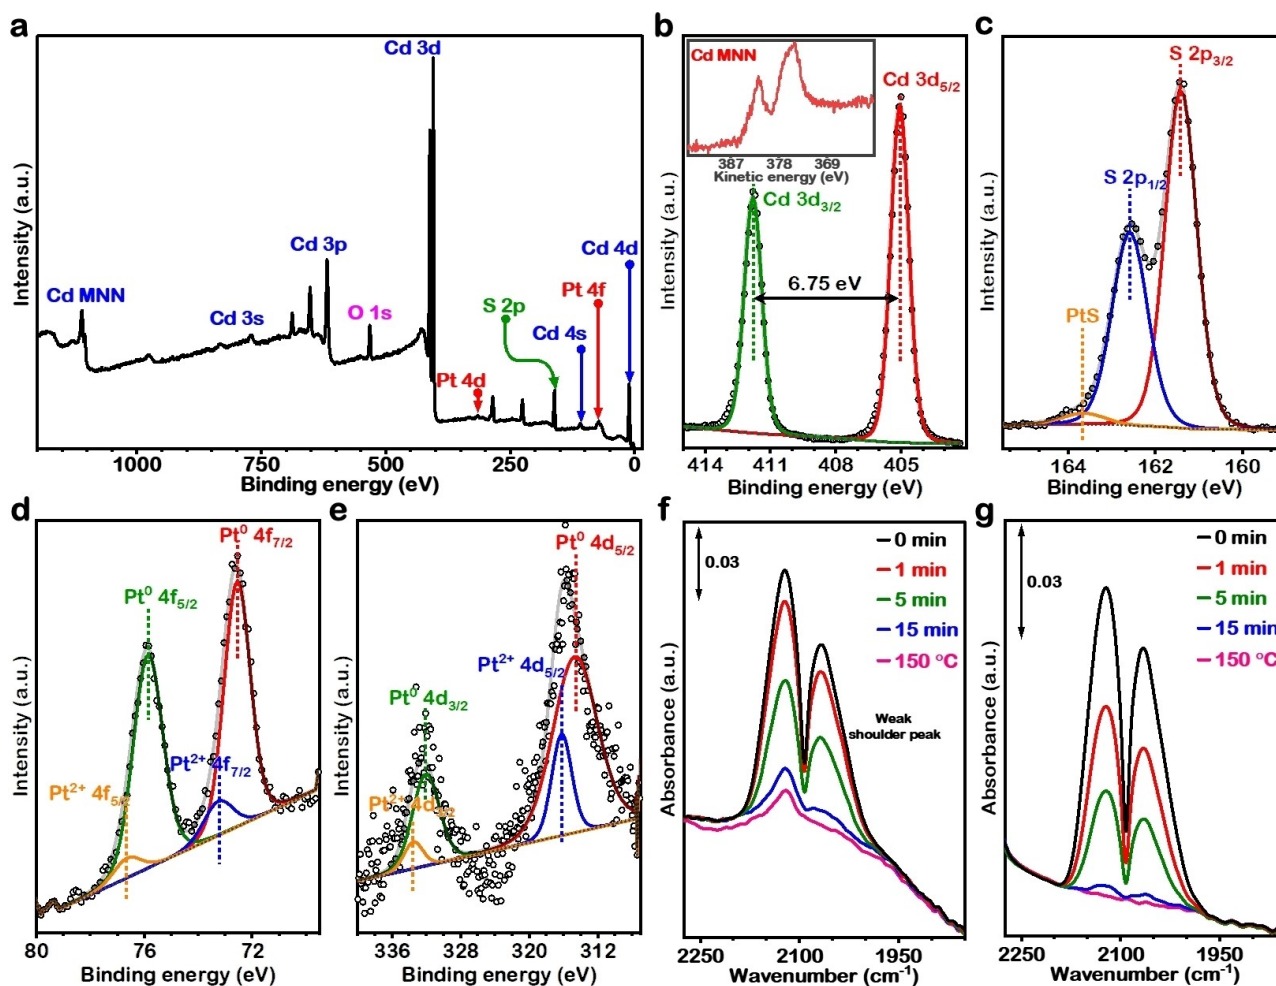 a
Cd 3d
Cd 3p
Cd 4d
Cd MNN
Pt 4f
S 2p
O 1s
Cd 3s
Cd 4s
Pt 4d
Intensity (a.u.)
1000 750 500 250 0
Binding energy (eV)
b
Cd MNN
387 378 369
Kinetic energy (eV)
Cd 3d5/2
Cd 3d3/2
6.75 eV
Intensity (a.u.)
414 411 408 405
Binding energy (eV)
c
S 2p3/2
S 2p1/2
PtS
Intensity (a.u.)
164 162 160
Binding energy (eV)
d
Pt⁰ 4f7/2
Pt⁰ 4f5/2
Pt²⁺ 4f7/2
Pt²⁺ 4f5/2
Intensity (a.u.)
80 76 72
Binding energy (eV)
e
Pt⁰ 4d5/2
Pt²⁺ 4d5/2
Pt⁰ 4d3/2
Pt²⁺ 4d
Intensity (a.u.)
336 328 320 312
Binding energy (eV)
f
0.03
0 min
1 min
5 min
15 min
150 °C
Weak
shoulder peak
Absorbance (a.u.)
2250 2100 1950
Wavenumber (cm⁻¹)
g
0.03
0 min
1 min
5 min
15 min
150 °C
Absorbance (a.u.)
2250 2100 1950
Wavenumber (cm⁻¹)